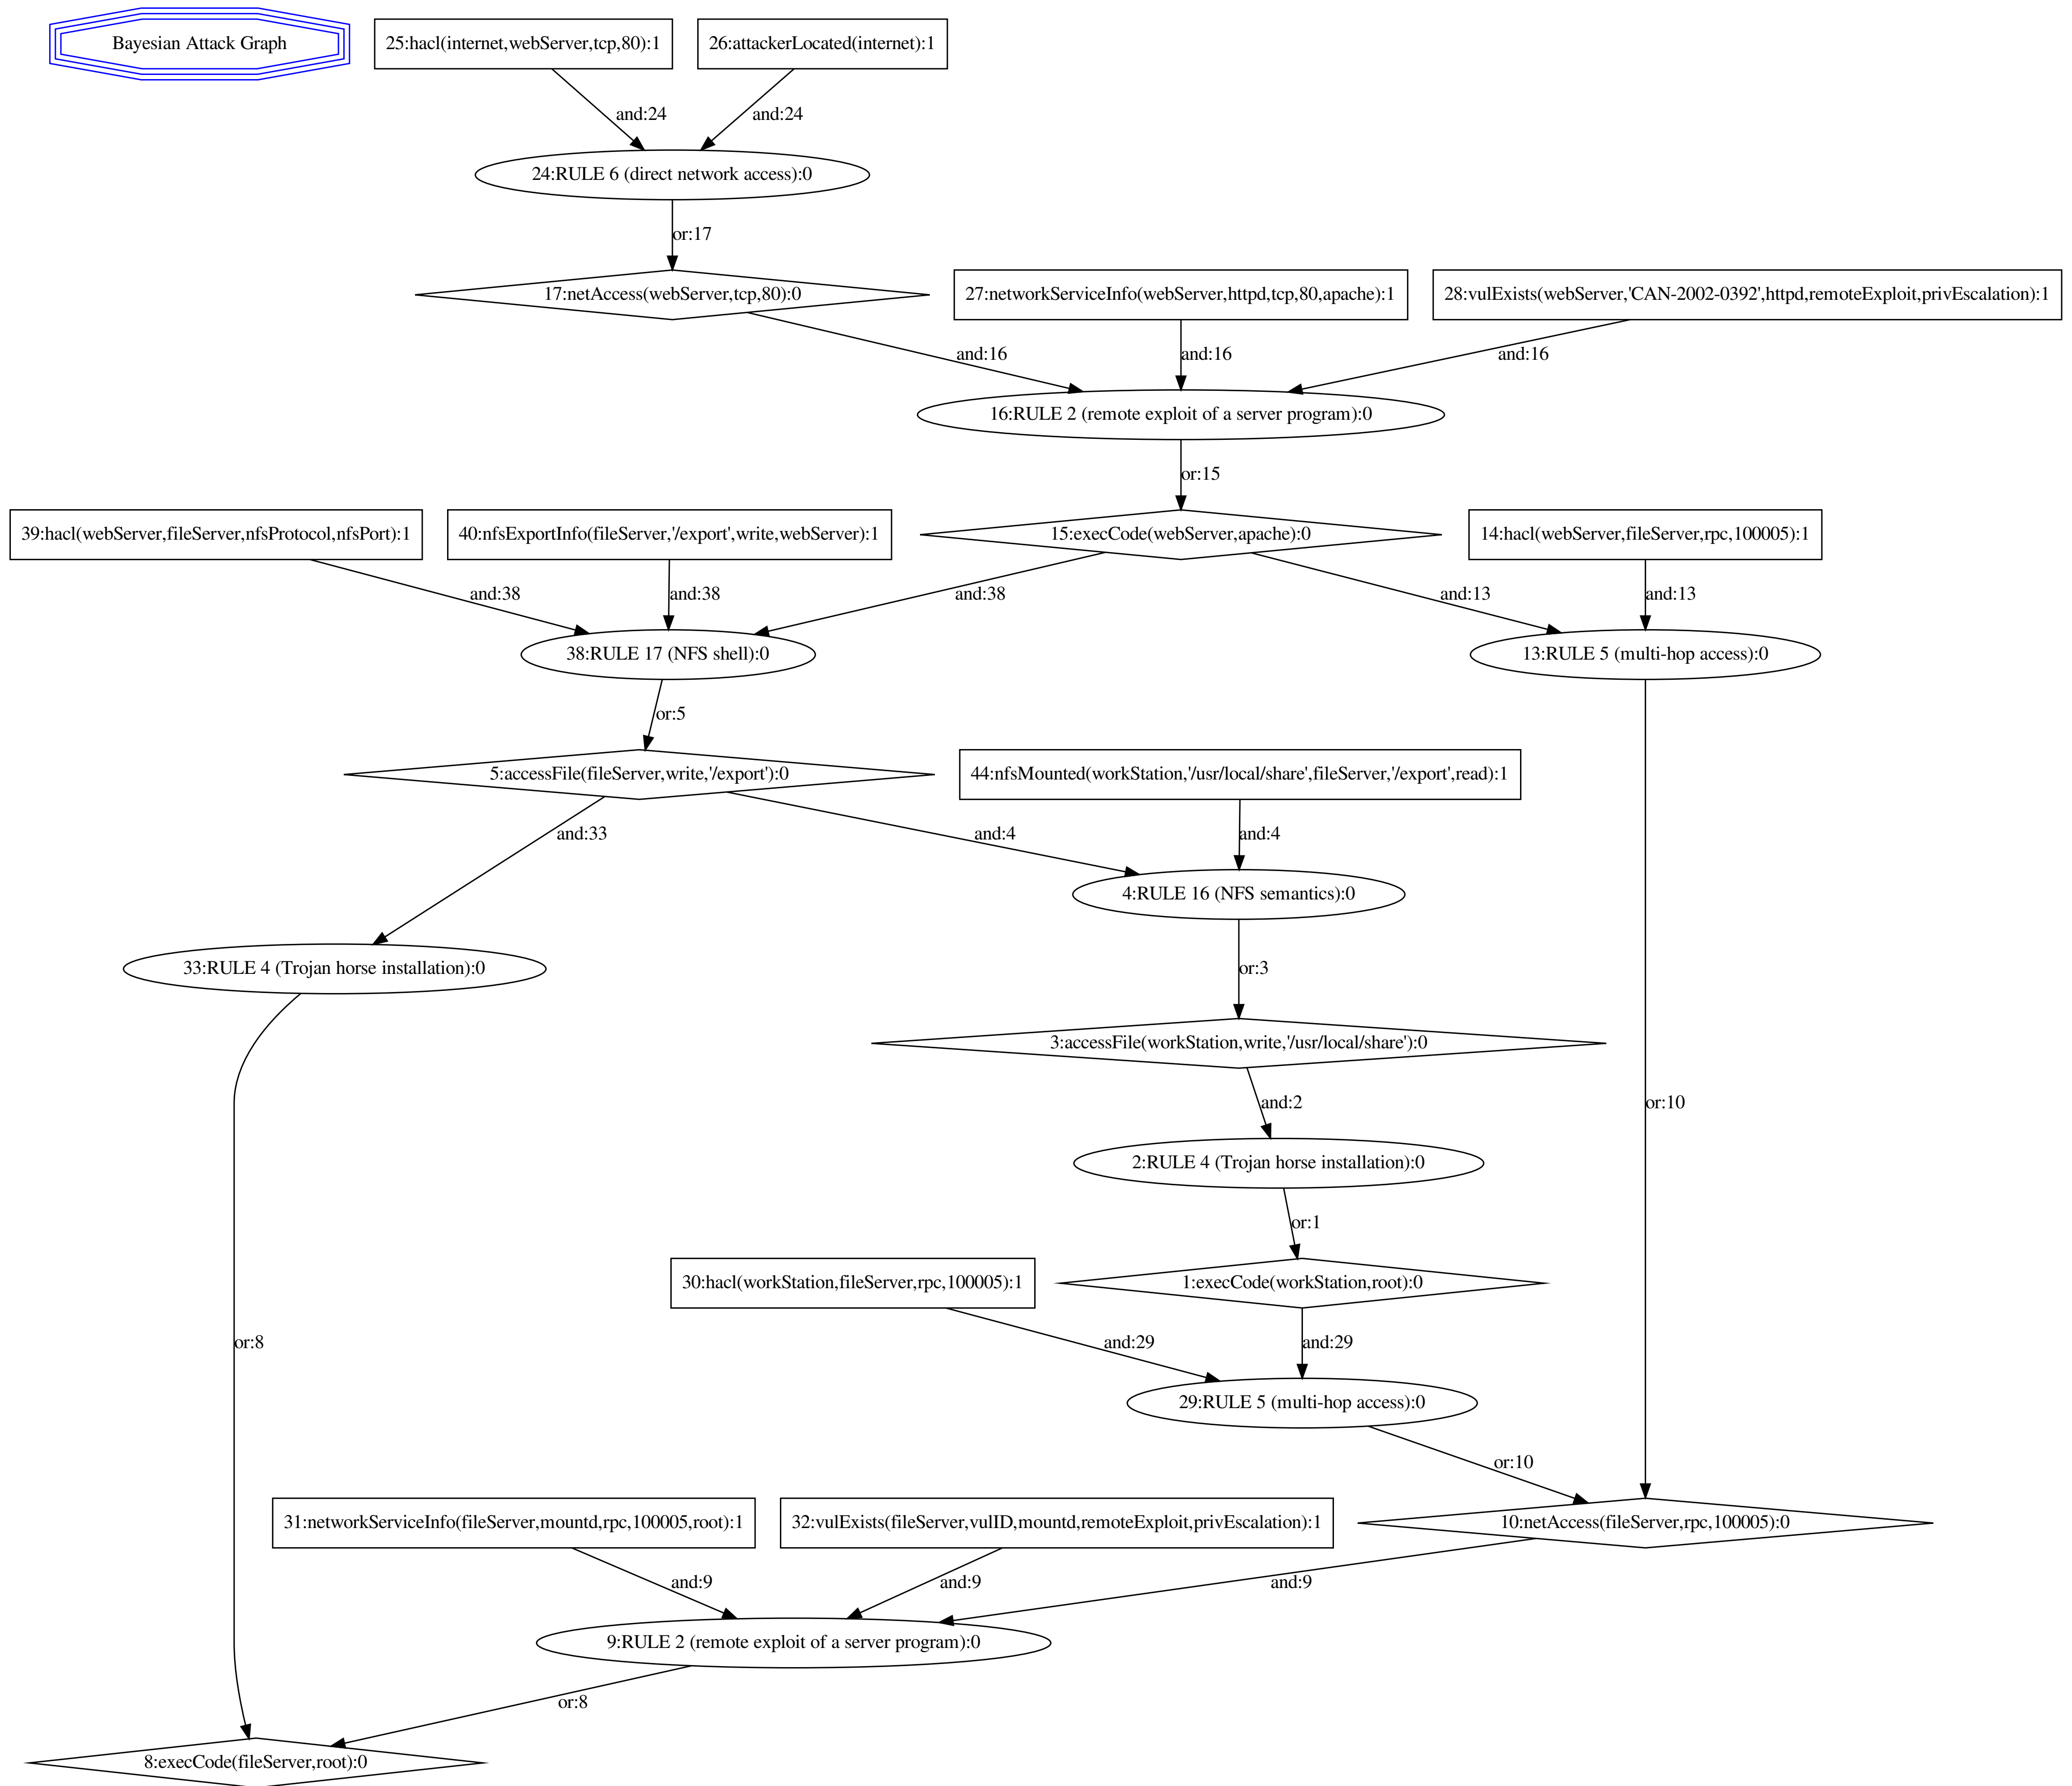 Bayesian Attack Graph
25:hacl(internet,webServer,tcp,80):1
26:attackerLocated(internet):1
and:24
and:24
24:RULE 6 (direct network access):0
or:17
17:netAccess(webServer,tcp,80):0
27:networkServiceInfo(webServer,httpd,tcp,80,apache):1
28:vulExists(webServer,'CAN-2002-0392',httpd,remoteExploit,privEscalation):1
and:16
and:16
and:16
16:RULE 2 (remote exploit of a server program):0
or:15
39:hacl(webServer,fileServer,nfsProtocol,nfsPort):1
40:nfsExportInfo(fileServer,'/export',write,webServer):1
15:execCode(webServer,apache):0
14:hacl(webServer,fileServer,rpc,100005):1
and:38
and:38
and:38
and:13
and:13
38:RULE 17 (NFS shell):0
13:RULE 5 (multi-hop access):0
or:5
5:accessFile(fileServer,write,'/export'):0
44:nfsMounted(workStation,'/usr/local/share',fileServer,'/export',read):1
and:33
and:4
and:4
4:RULE 16 (NFS semantics):0
33:RULE 4 (Trojan horse installation):0
or:3
3:accessFile(workStation,write,'/usr/local/share'):0
and:2
or:10
2:RULE 4 (Trojan horse installation):0
or:1
30:hacl(workStation,fileServer,rpc,100005):1
1:execCode(workStation,root):0
or:8
and:29
and:29
29:RULE 5 (multi-hop access):0
or:10
31:networkServiceInfo(fileServer,mountd,rpc,100005,root):1
32:vulExists(fileServer,vulID,mountd,remoteExploit,privEscalation):1
10:netAccess(fileServer,rpc,100005):0
and:9
and:9
and:9
9:RULE 2 (remote exploit of a server program):0
or:8
8:execCode(fileServer,root):0